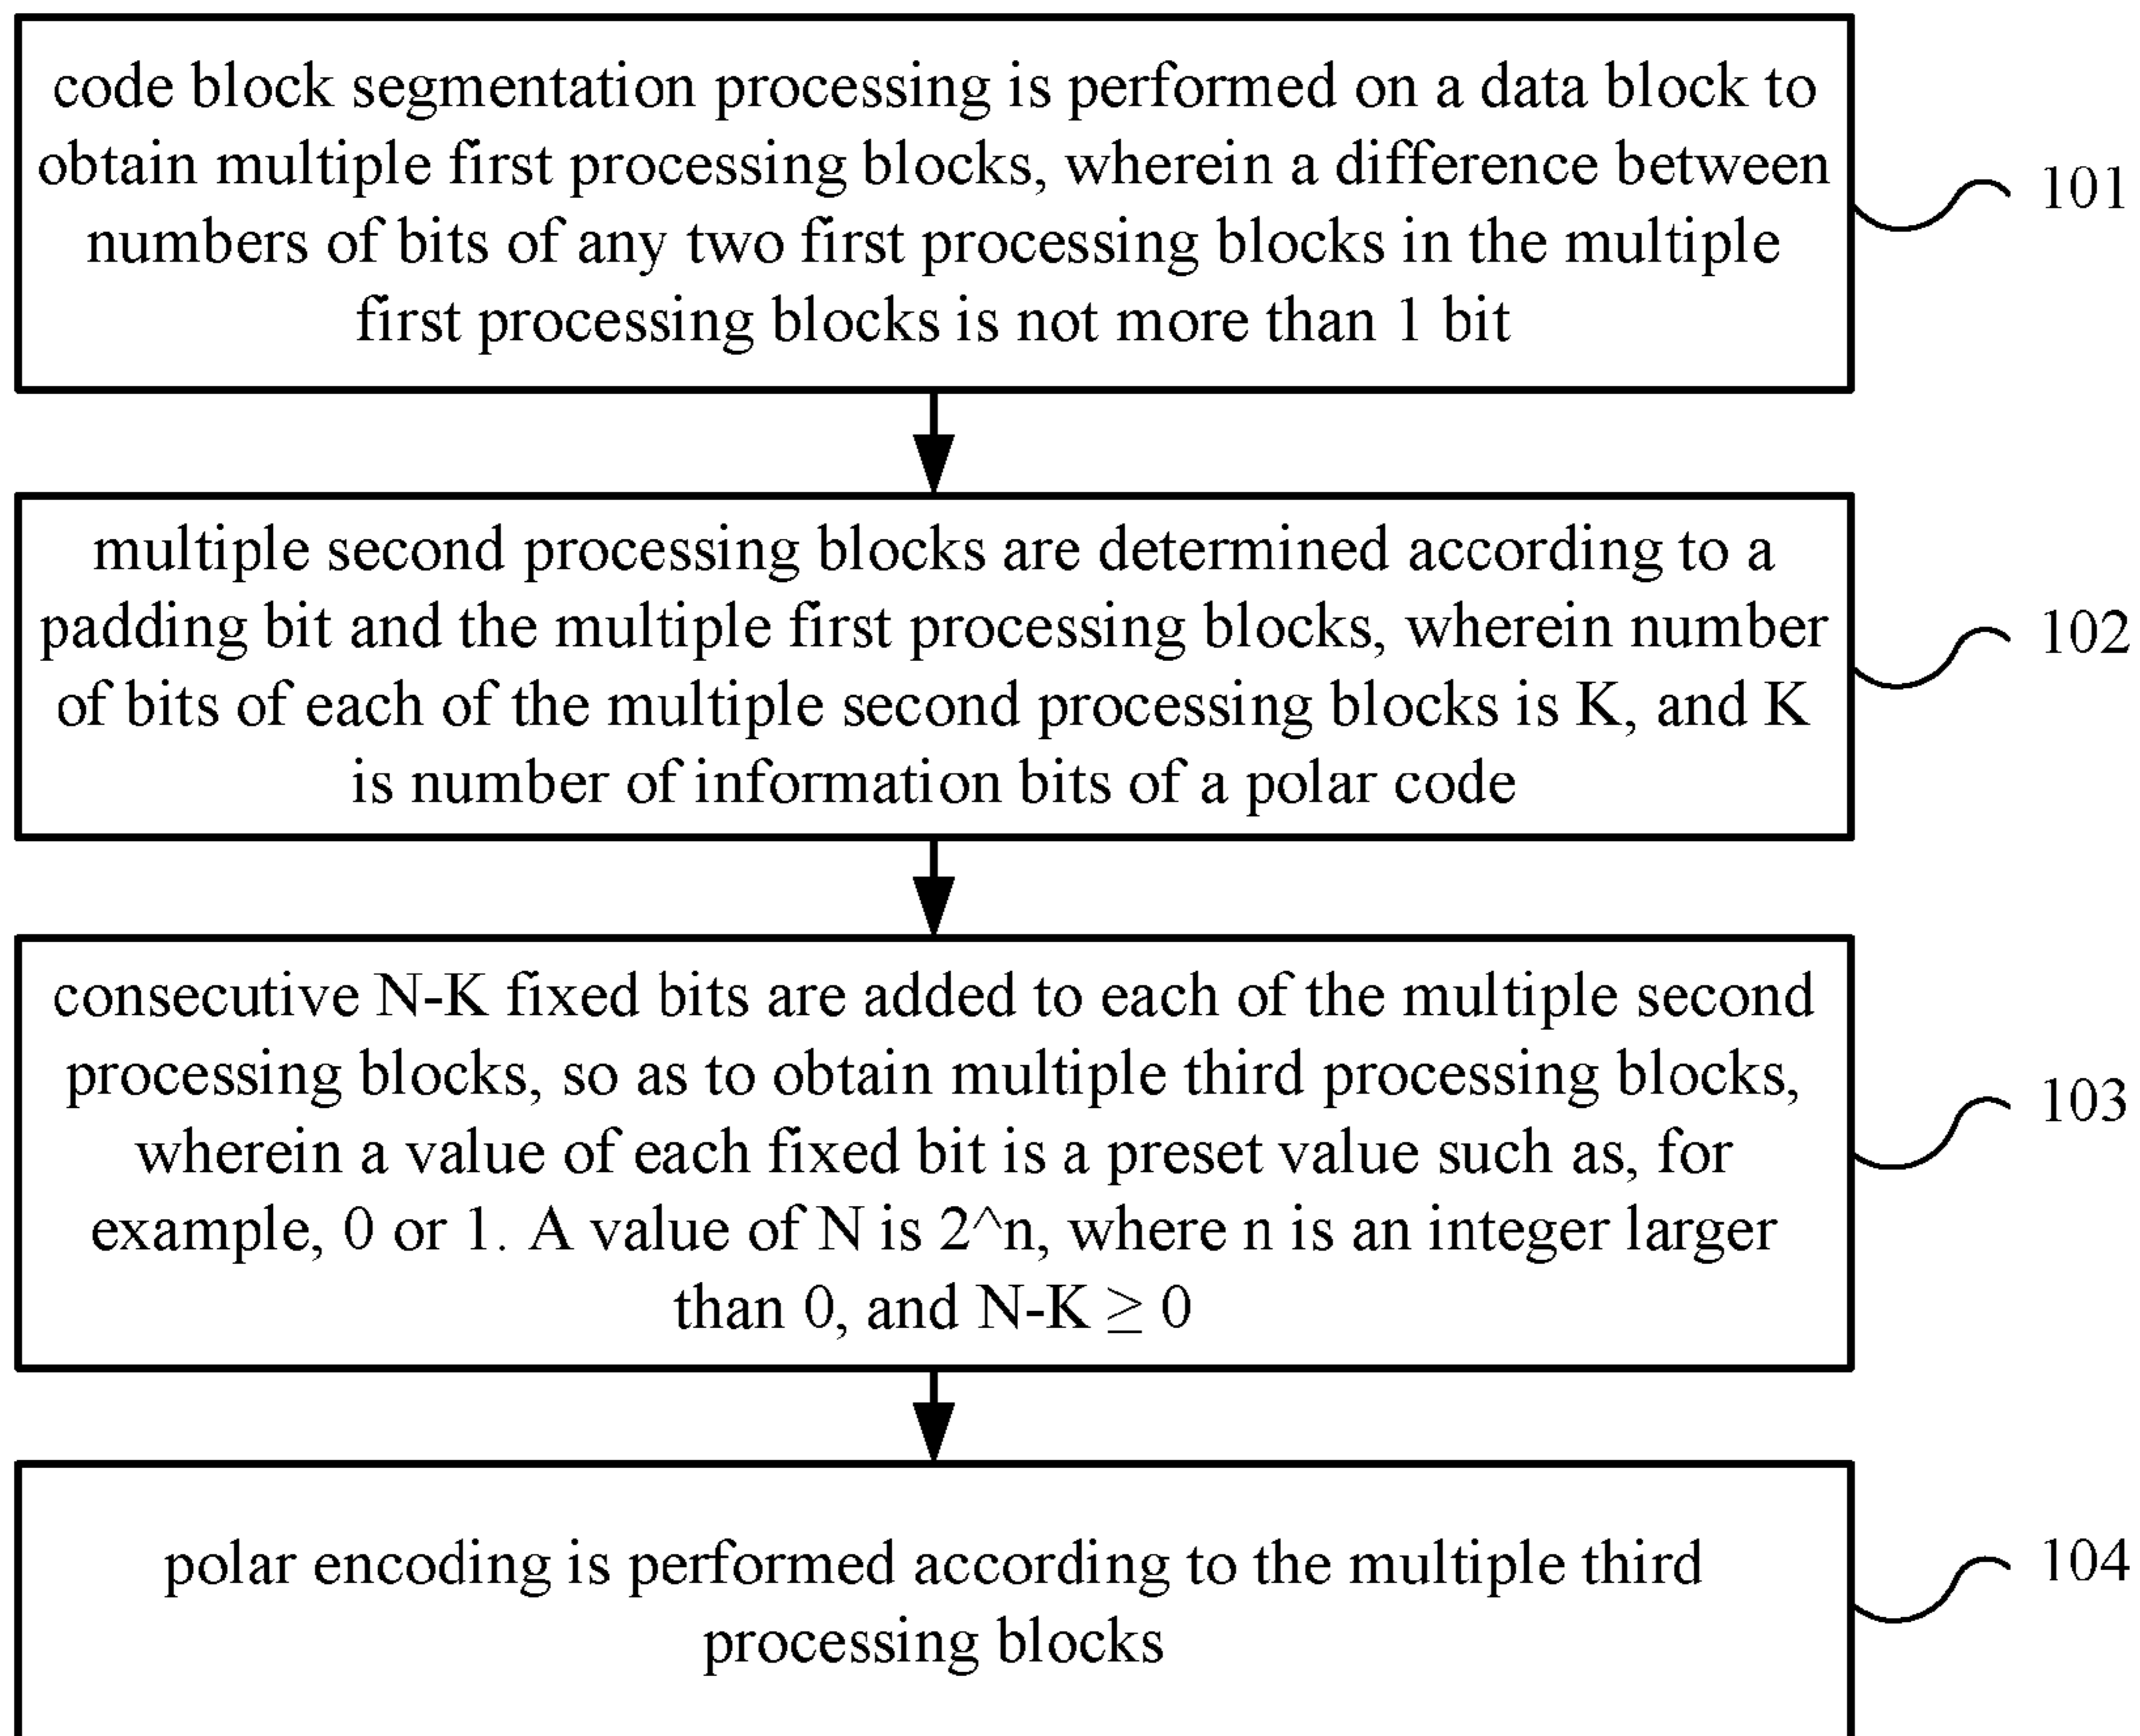 code block segmentation processing is performed on a data block to
obtain multiple first processing blocks, wherein a difference between
numbers of bits of any two first processing blocks in the multiple
first processing blocks is not more than 1 bit
101
multiple second processing blocks are determined according to a
padding bit and the multiple first processing blocks, wherein number
of bits of each of the multiple second processing blocks is K, and K
is number of information bits of a polar code
102
consecutive N-K fixed bits are added to each of the multiple second
processing blocks, so as to obtain multiple third processing blocks,
wherein a value of each fixed bit is a preset value such as, for
example, 0 or 1. A value of N is 2^n, where n is an integer larger
than 0, and N-K ≥ 0
103
polar encoding is performed according to the multiple third
processing blocks
104